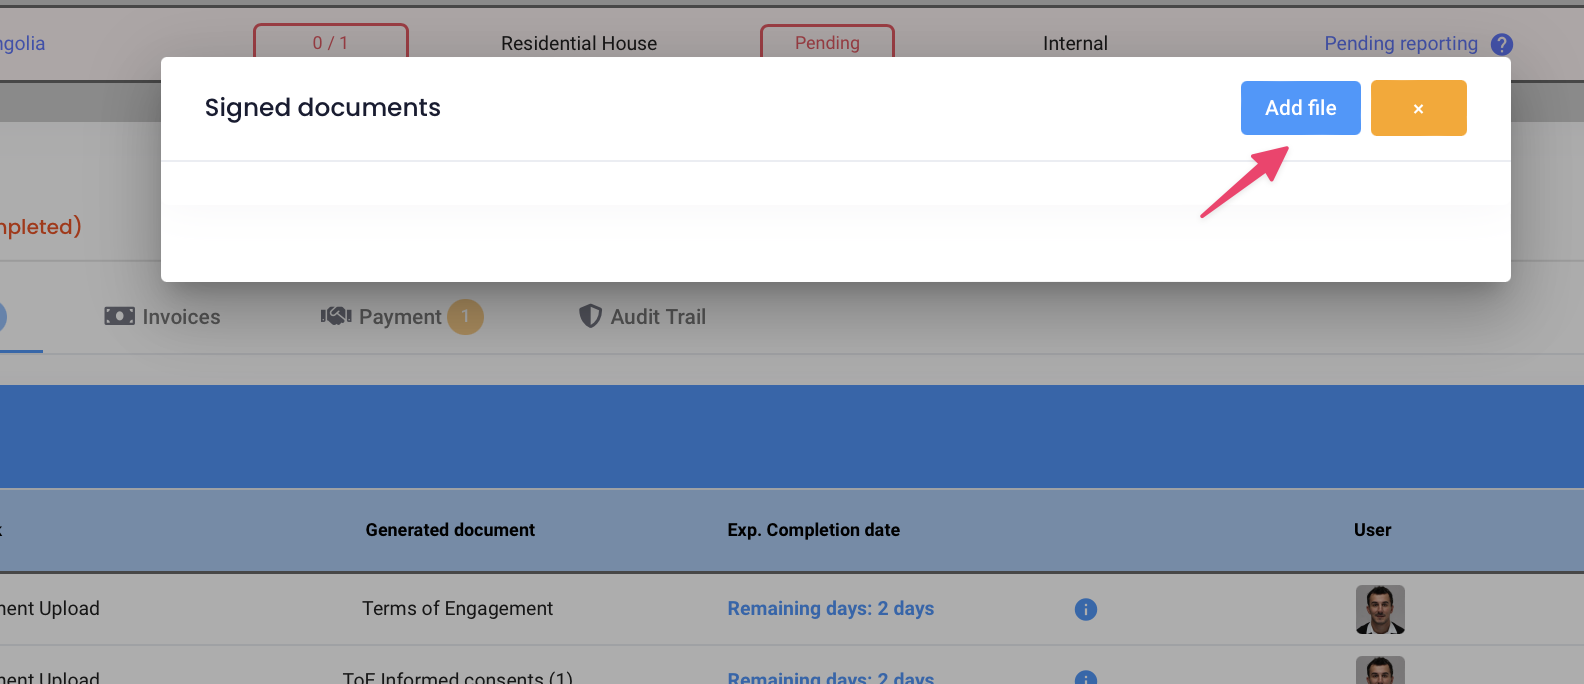 ngolia 0 / 1 Residential House Pending Internal Pending reporting ?
Signed documents Add file ×
mpleted)
Invoices Payment 1 Audit Trail
Generated document Exp. Completion date User
nent Upload Terms of Engagement Remaining days: 2 days i
nent Upload ToE Informed consents (1) Remaining days: 2 days i